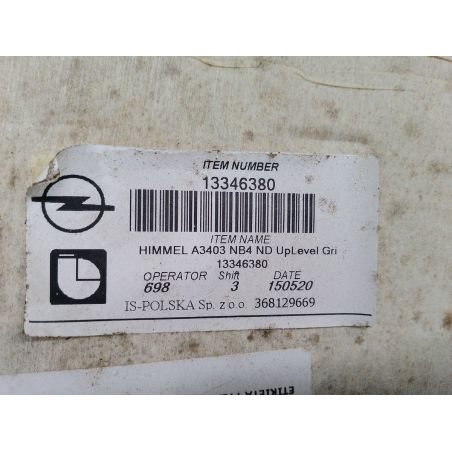 ITEM NUMBER
13346380
ITEM NAME
HIMMEL A3403 NB4 ND UpLevel Gri
13346380
OPERATOR Shift DATE
698 3 150520
IS-POLSKA Sp. z o.o. 368129669
ETIKIETA